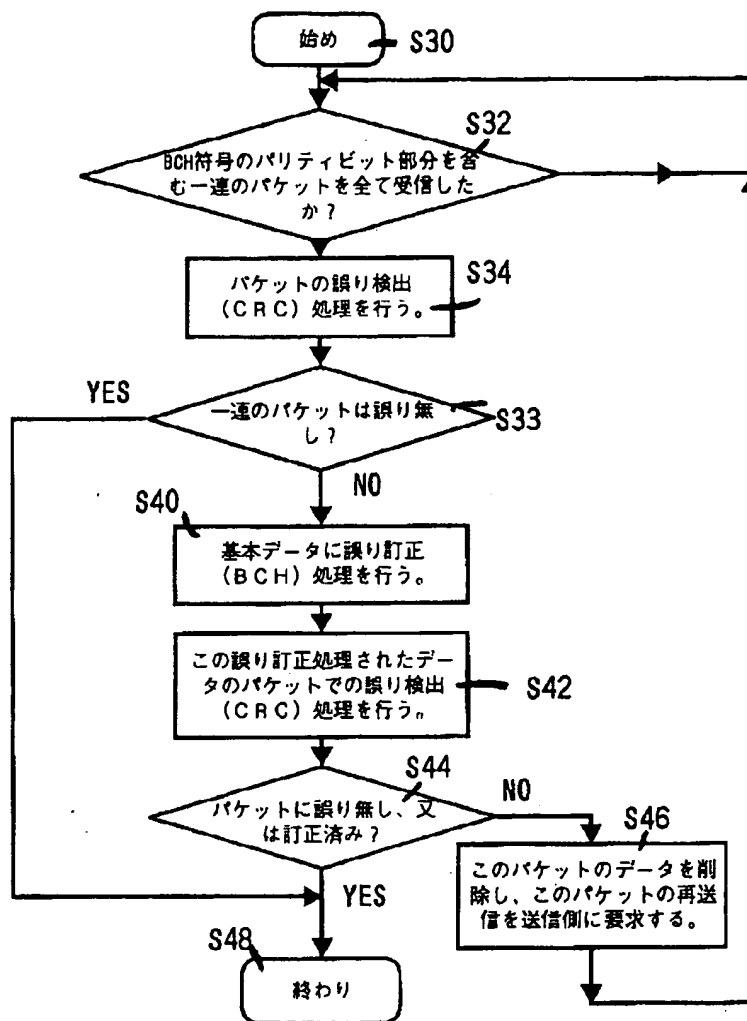 始め
S30
S32
BCH符号のパリティビット部分を含
む一連のパケットを全て受信した
か？
パケットの誤り検出
（CRC）処理を行う。
S34
YES
一連のパケットは誤り無
し？
S33
NO
S40
基本データに誤り訂正
（BCH）処理を行う。
この誤り訂正処理されたデー
タのパケットでの誤り検出
（CRC）処理を行う。
S42
S44
パケットに誤り無し、又
は訂正済み？
NO
S46
このパケットのデータを削
除し、このパケットの再送
信を送信側に要求する。
YES
S48
終わり